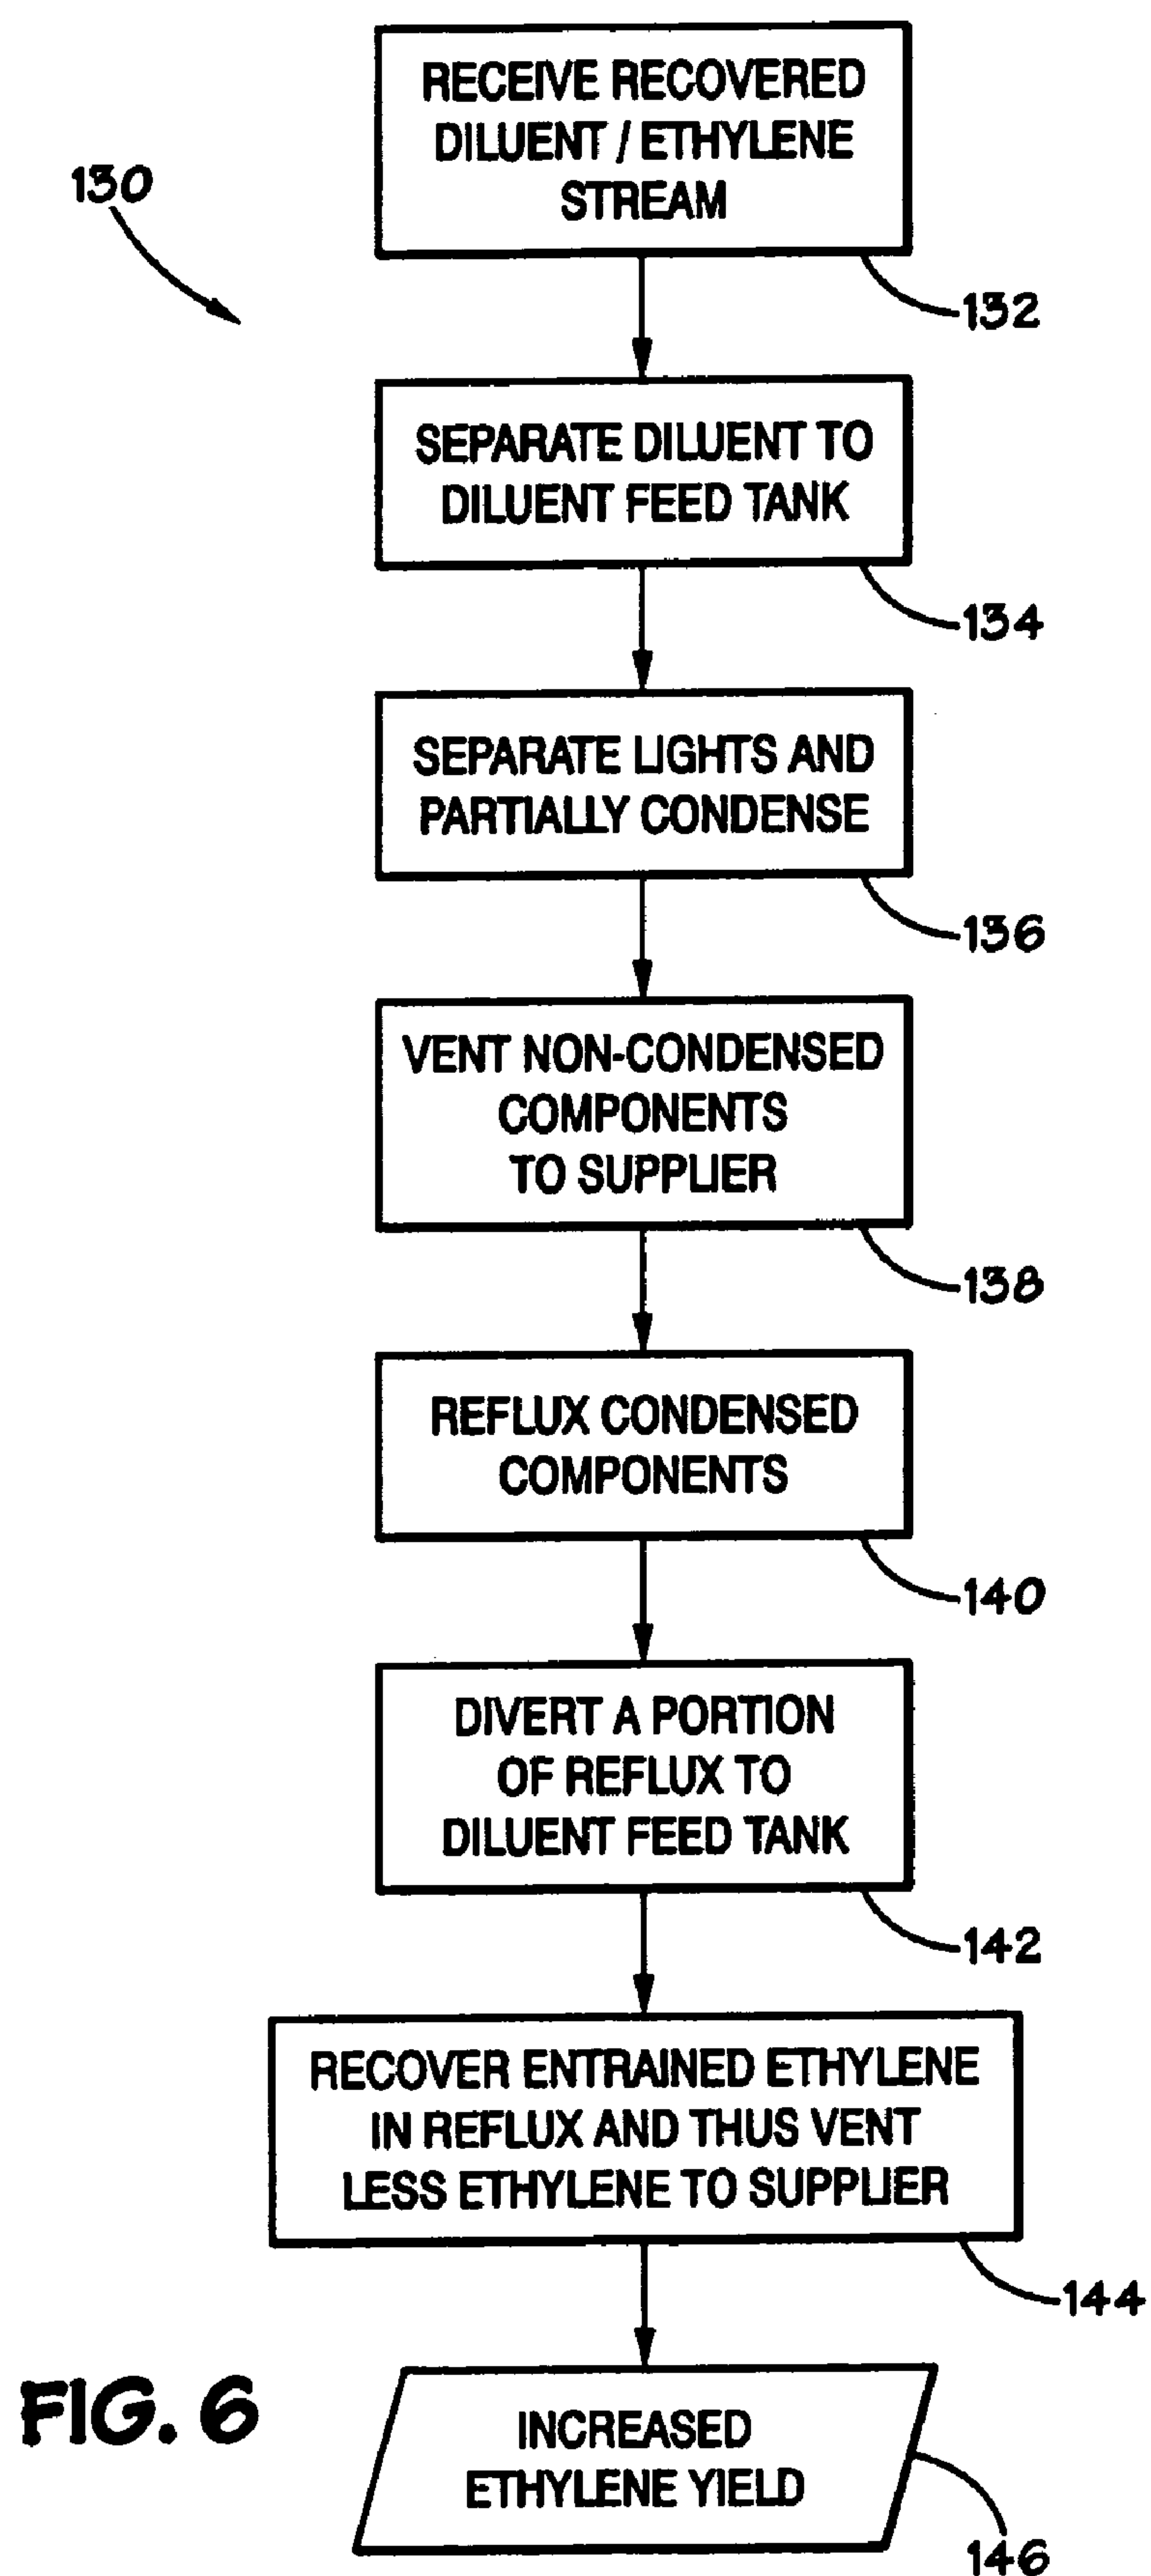 RECEIVE RECOVERED
DILUENT / ETHYLENE
STREAM
130
132
SEPARATE DILUENT TO
DILUENT FEED TANK
134
SEPARATE LIGHTS AND
PARTIALLY CONDENSE
136
VENT NON-CONDENSED
COMPONENTS
TO SUPPLIER
138
REFLUX CONDENSED
COMPONENTS
140
DIVERT A PORTION
OF REFLUX TO
DILUENT FEED TANK
142
RECOVER ENTRAINED ETHYLENE
IN REFLUX AND THUS VENT
LESS ETHYLENE TO SUPPLIER
144
FIG. 6
INCREASED
ETHYLENE YIELD
146